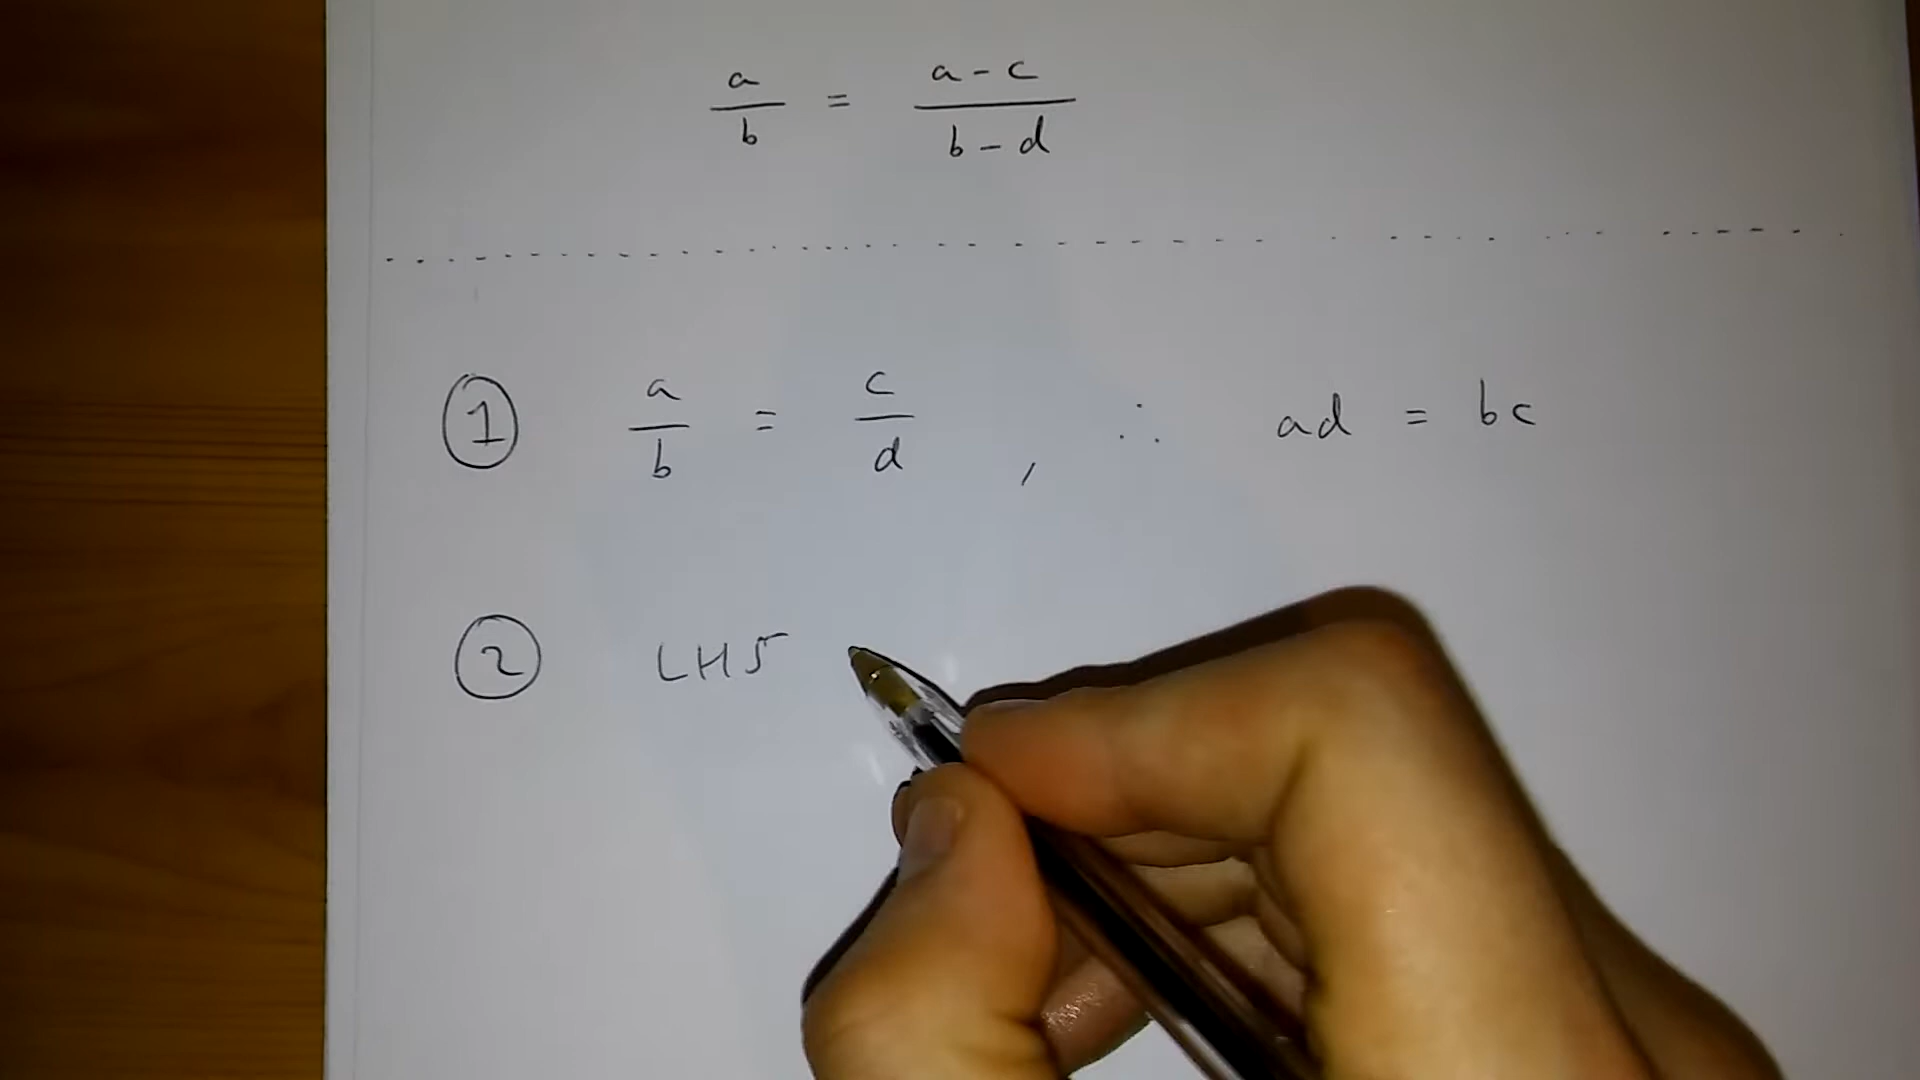 a/b = a-c/b-d
① a/b = c/d , ∴ ad = bc
② LHS